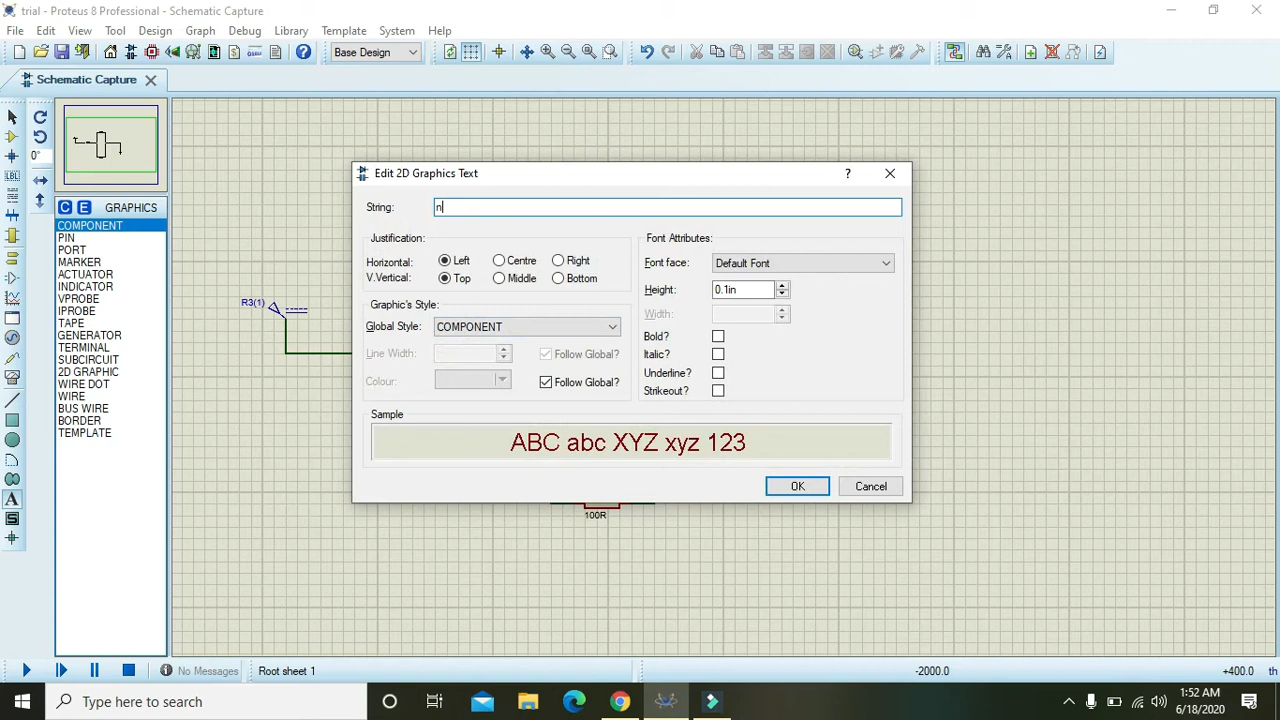 trial - Proteus 8 Professional - Schematic Capture
File Edit View Tool Design Graph Debug Library Template System Help
Base Design
Schematic Capture
0°
LBL
C E GRAPHICS
COMPONENT
PIN
PORT
MARKER
ACTUATOR
INDICATOR
VPROBE
IPROBE
TAPE
GENERATOR
TERMINAL
SUBCIRCUIT
2D GRAPHIC
WIRE DOT
WIRE
BUS WIRE
BORDER
TEMPLATE
A
R3(1)
Edit 2D Graphics Text
?
String: n
Justification:
Horizontal: Left Centre Right
V.Vertical: Top Middle Bottom
Graphic's Style:
Global Style: COMPONENT
Line Width: Follow Global?
Colour: Follow Global?
Font Attributes:
Font face: Default Font
Height: 0.1in
Width:
Bold?
Italic?
Underline?
Strikeout?
Sample
ABC abc XYZ xyz 123
OK Cancel
100R
No Messages Root sheet 1 -2000.0 +400.0
Type here to search
1:52 AM
6/18/2020